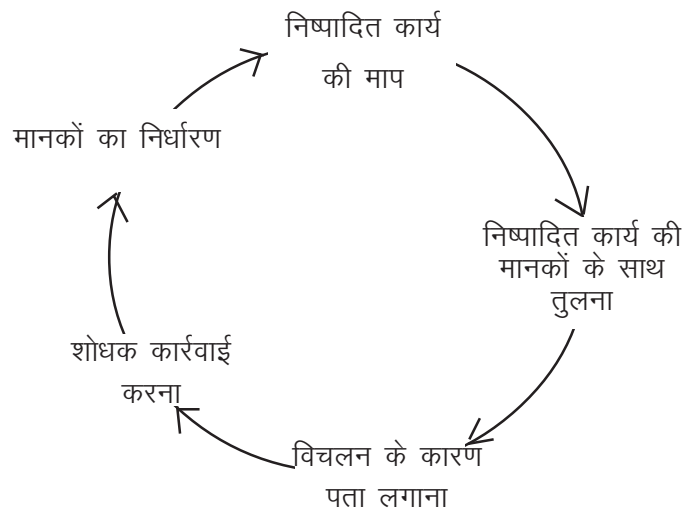 निष्पादित कार्य
की माप
मानकों का निर्धारण
निष्पादित कार्य की
मानकों के साथ
तुलना
शोधक कार्रवाई
करना
विचलन के कारण
पता लगाना